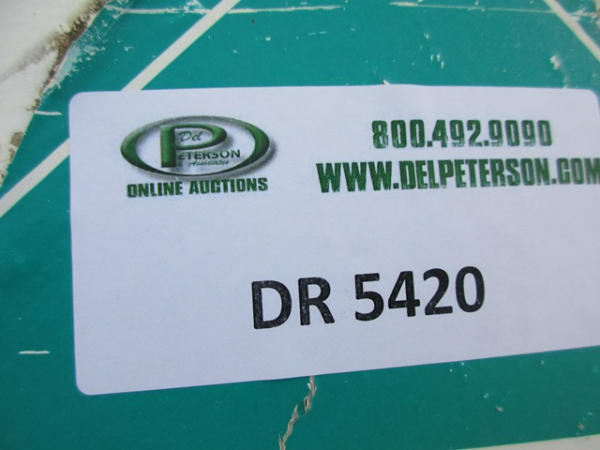 Del
PETERSON
Associates
ONLINE AUCTIONS
800.492.9090
WWW.DELPETERSON.COM
DR 5420